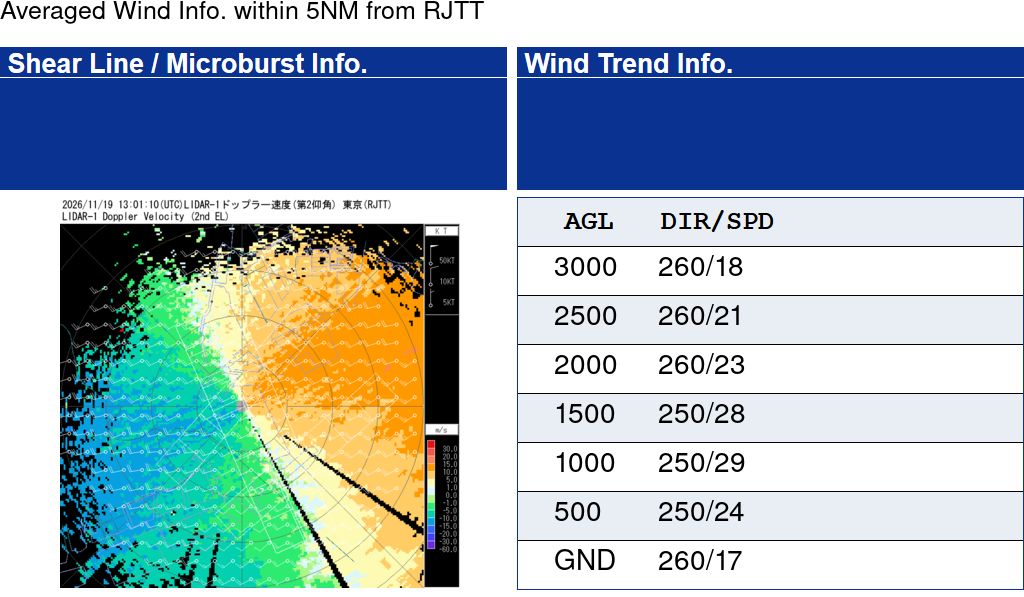 Averaged Wind Info. within 5NM from RJTT
Shear Line / Microburst Info.
Wind Trend Info.
2026/11/19 13:01:10(UTC)LIDAR-1ドップラー速度(第2仰角) 東京(RJTT)
LIDAR-1 Doppler Velocity (2nd EL)
KT
50KT
10KT
5KT
m/s
30.0
20.0
15.0
10.0
5.0
1.0
0.0
-1.0
-5.0
-10.0
-15.0
-20.0
-30.0
-60.0
AGL DIR/SPD
3000 260/18
2500 260/21
2000 260/23
1500 250/28
1000 250/29
500 250/24
GND 260/17